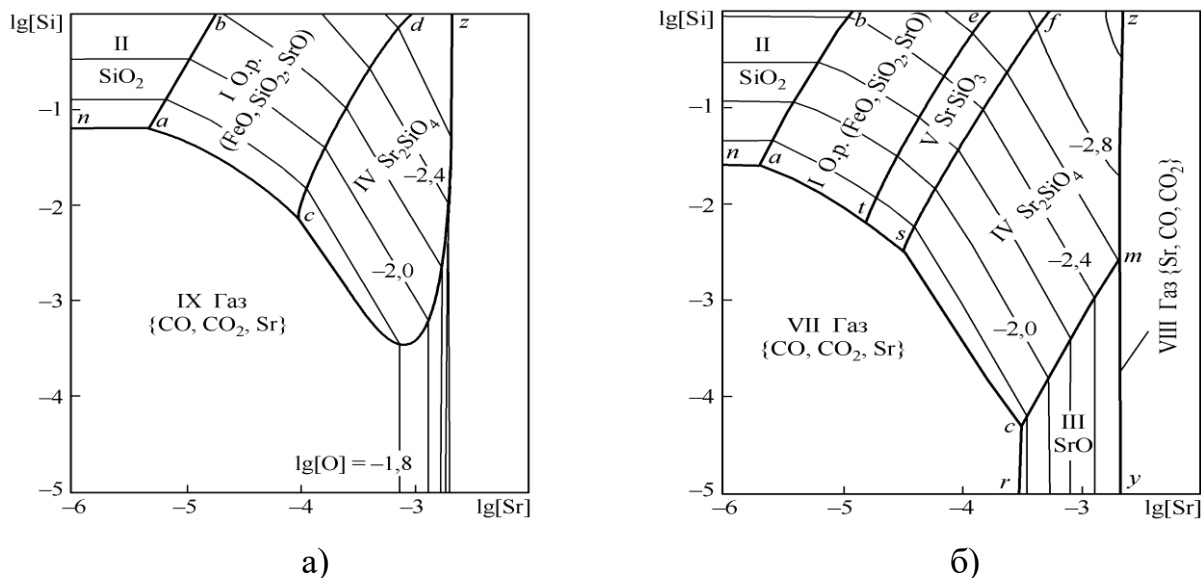 lg[Si]
b
d
z
II
SiO₂
I О.р.
(FeO, SiO₂, SrO)
–1
n
a
IV Sr₂SiO₄
–2,4
–2
c
–2,0
–3
IX Газ
{CO, CO₂, Sr}
–4
lg[O] = –1,8
–5
–6
–5
–4
–3
lg[Sr]
а)
lg[Si]
b
e
f
z
II
SiO₂
I О.р. (FeO, SiO₂, SrO)
V SrSiO₃
–1
–2,8
n
a
IV Sr₂SiO₄
–2
t
s
–2,4
m
VIII Газ {Sr, CO, CO₂}
–3
–2,0
VII Газ
{CO, CO₂, Sr}
–4
c
III
SrO
r
y
–5
–6
–5
–4
–3
lg[Sr]
б)